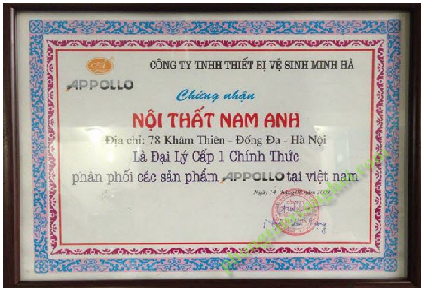 APPOLLO
CÔNG TY TNHH THIẾT BỊ VỆ SINH MINH HÀ
Chứng nhận
NỘI THẤT NAM ANH
Địa chỉ: 78 Khâm Thiên - Đống Đa - Hà Nội
Là Đại Lý Cấp 1 Chính Thức
phân phối các sản phẩm APPOLLO tại việt nam
Ngày